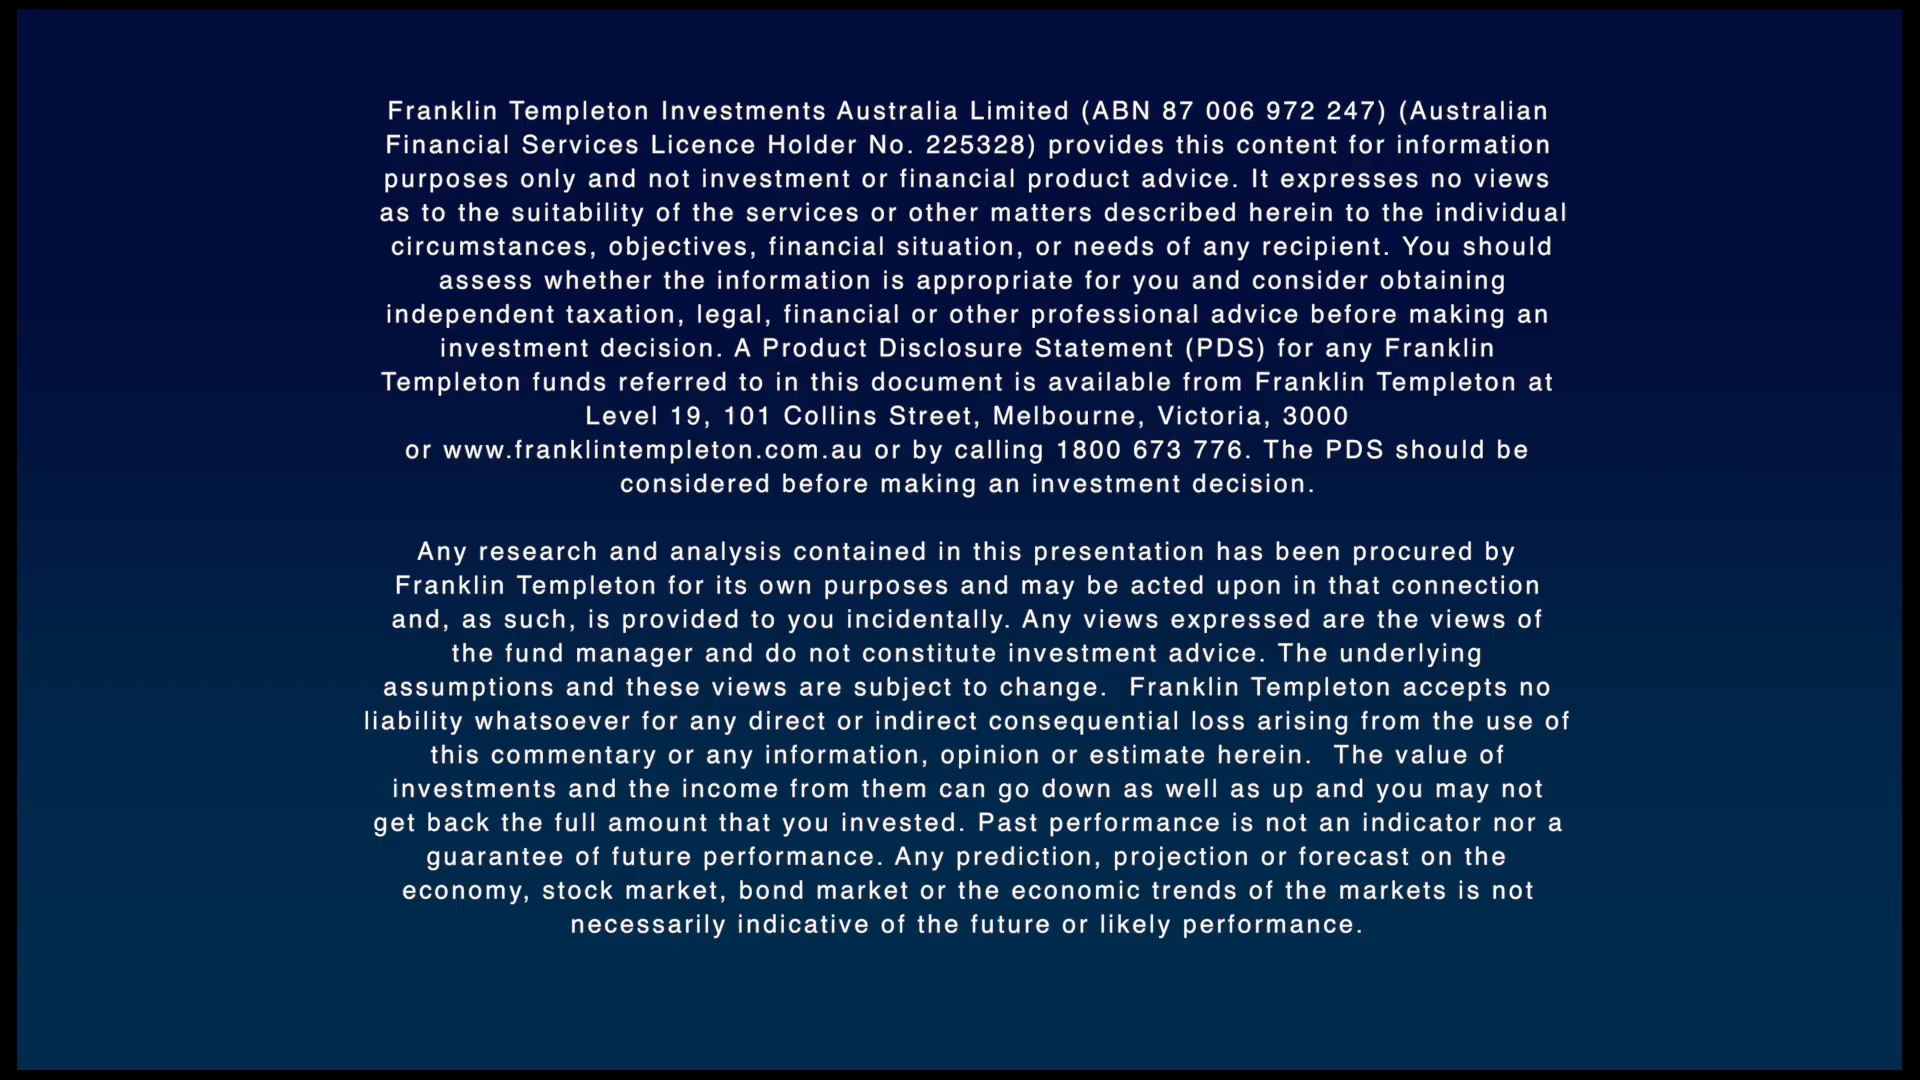 Franklin Templeton Investments Australia Limited (ABN 87 006 972 247) (Australian
Financial Services Licence Holder No. 225328) provides this content for information
purposes only and not investment or financial product advice. It expresses no views
as to the suitability of the services or other matters described herein to the individual
circumstances, objectives, financial situation, or needs of any recipient. You should
assess whether the information is appropriate for you and consider obtaining
independent taxation, legal, financial or other professional advice before making an
investment decision. A Product Disclosure Statement (PDS) for any Franklin
Templeton funds referred to in this document is available from Franklin Templeton at
Level 19, 101 Collins Street, Melbourne, Victoria, 3000
or www.franklintempleton.com.au or by calling 1800 673 776. The PDS should be
considered before making an investment decision.
Any research and analysis contained in this presentation has been procured by
Franklin Templeton for its own purposes and may be acted upon in that connection
and, as such, is provided to you incidentally. Any views expressed are the views of
the fund manager and do not constitute investment advice. The underlying
assumptions and these views are subject to change.  Franklin Templeton accepts no
liability whatsoever for any direct or indirect consequential loss arising from the use of
this commentary or any information, opinion or estimate herein.  The value of
investments and the income from them can go down as well as up and you may not
get back the full amount that you invested. Past performance is not an indicator nor a
guarantee of future performance. Any prediction, projection or forecast on the
economy, stock market, bond market or the economic trends of the markets is not
necessarily indicative of the future or likely performance.